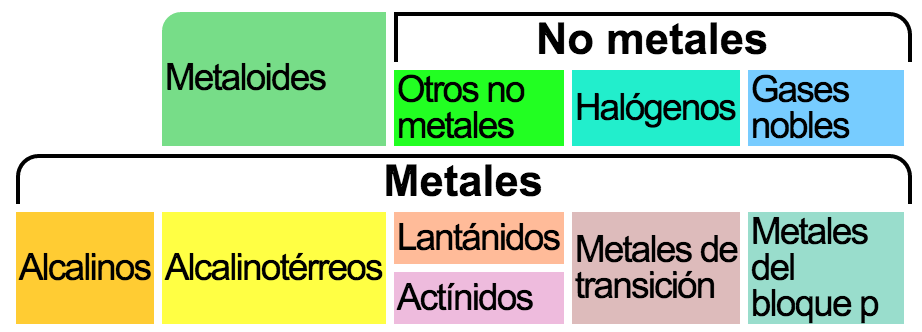 Metaloides
No metales
Otros no
metales
Halógenos
Gases
nobles
Metales
Alcalinos
Alcalinotérreos
Lantánidos
Actínidos
Metales de
transición
Metales
del
bloque p